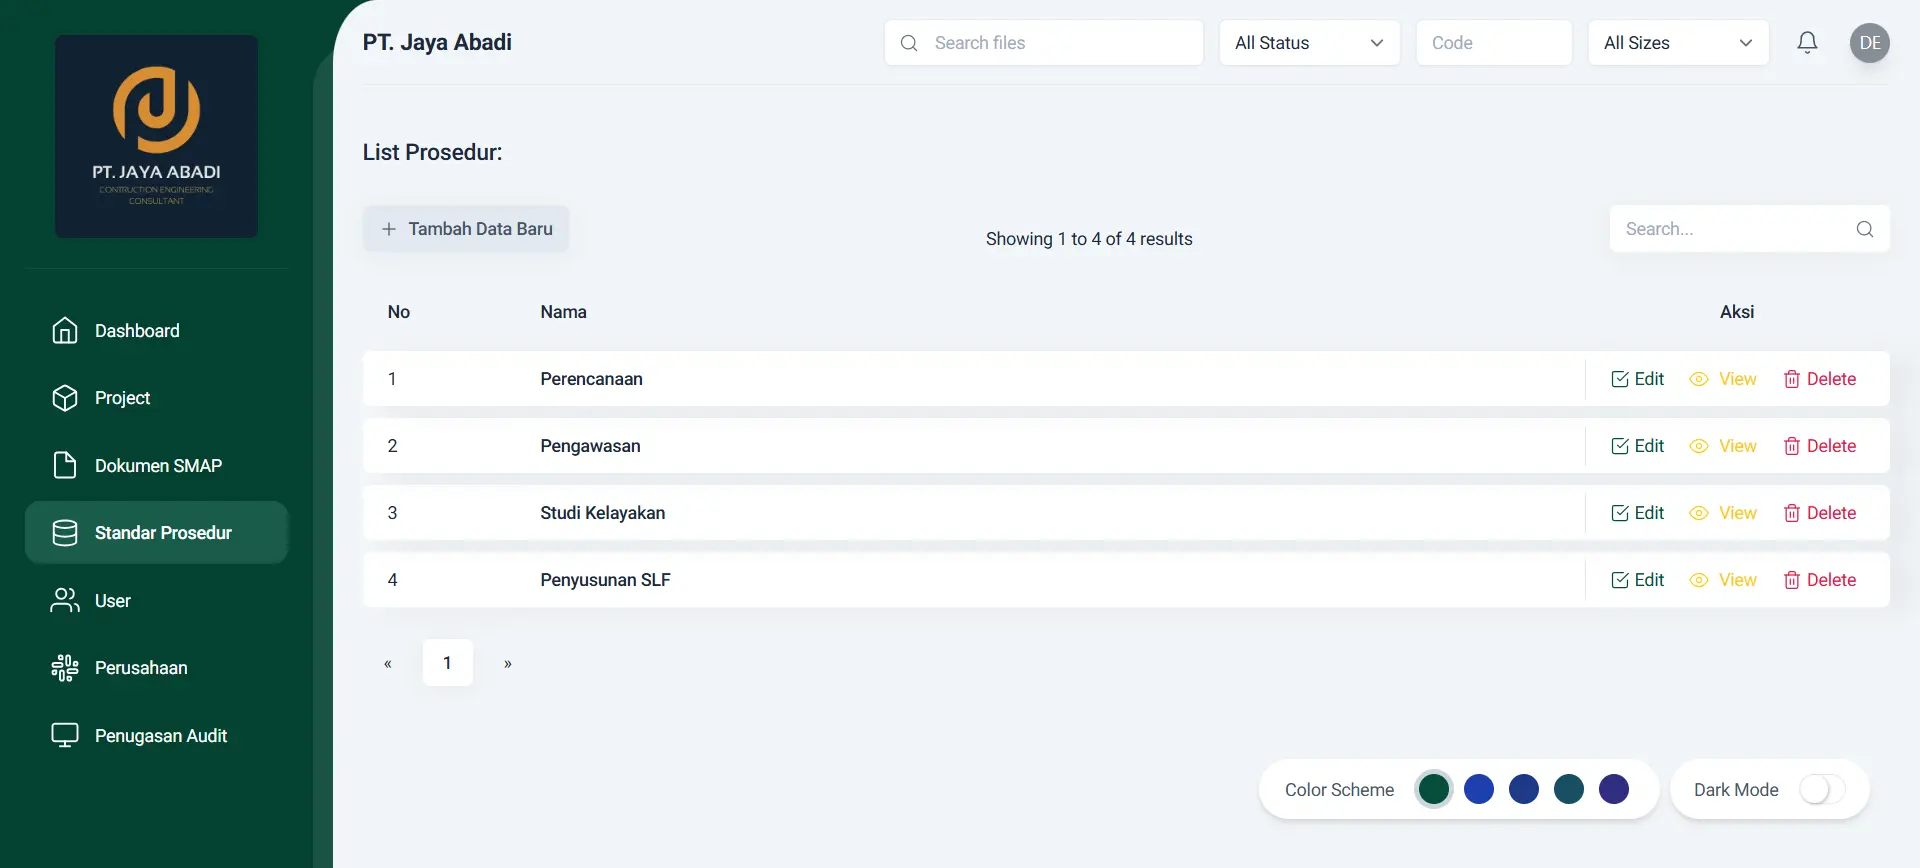 PT. JAYA ABADI
CONTRUCTION ENGINEERING
CONSULTANT
Dashboard
Project
Dokumen SMAP
Standar Prosedur
User
Perusahaan
Penugasan Audit
PT. Jaya Abadi
Search files
All Status
Code
All Sizes
DE
List Prosedur:
+ Tambah Data Baru
Showing 1 to 4 of 4 results
Search...
No Nama Aksi
1 Perencanaan Edit View Delete
2 Pengawasan Edit View Delete
3 Studi Kelayakan Edit View Delete
4 Penyusunan SLF Edit View Delete
« 1 »
Color Scheme
Dark Mode